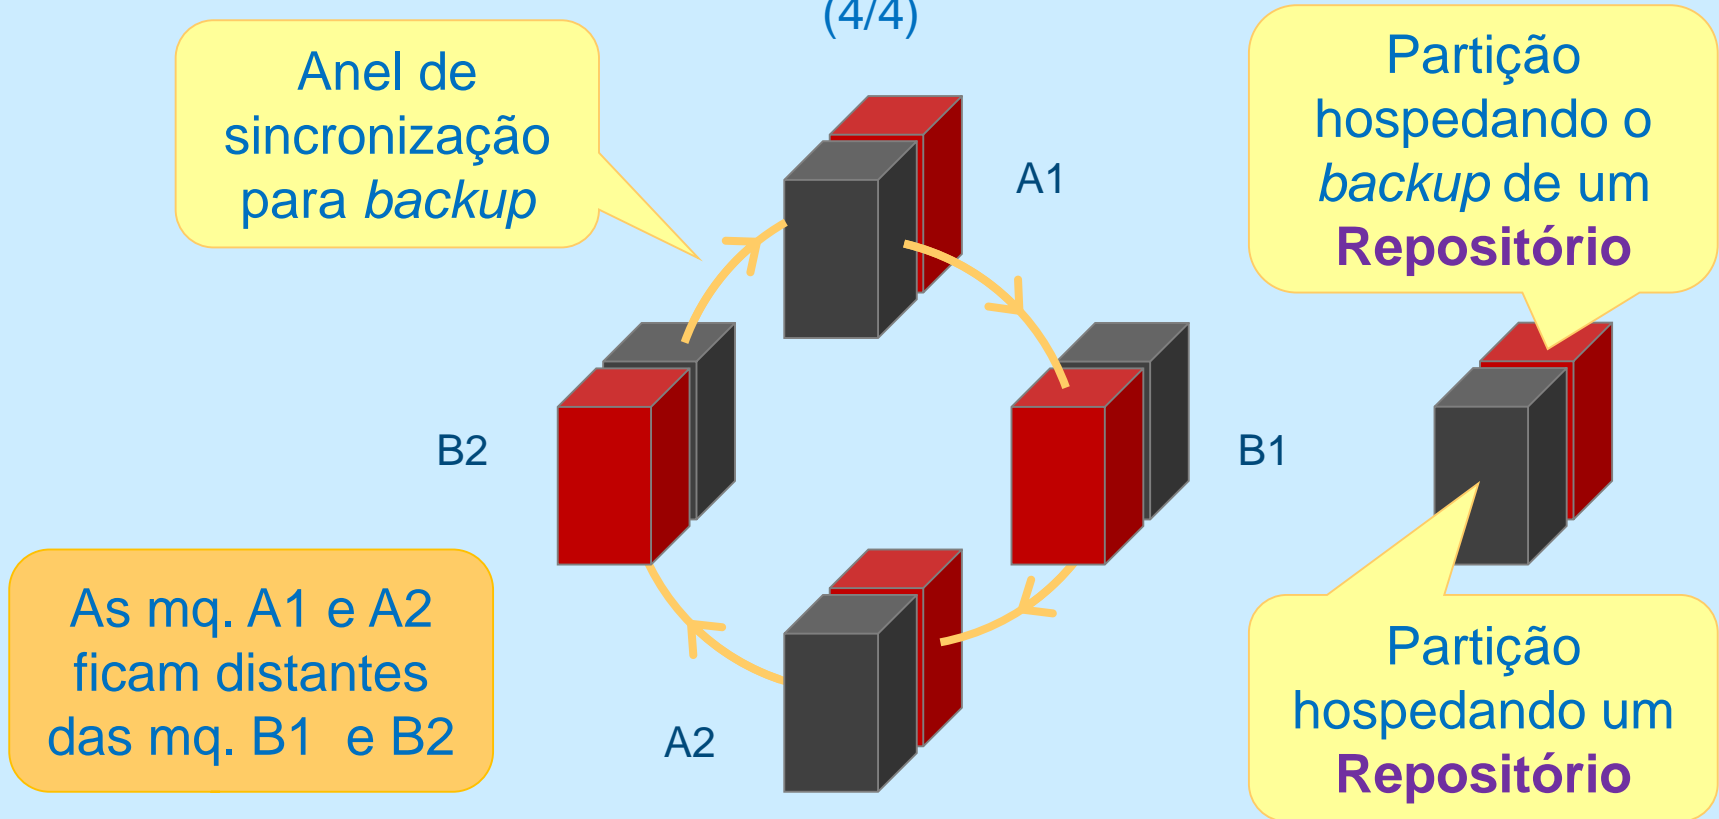 (4/4)
Anel de
sincronização
para backup
Partição
hospedando o
backup de um
Repositório
A1
B2
B1
As mq. A1 e A2
ficam distantes
das mq. B1 e B2
A2
Partição
hospedando um
Repositório